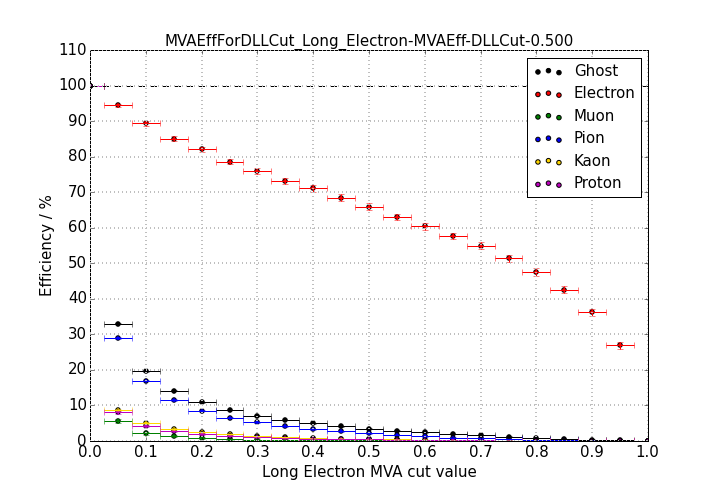 MVAEffForDLLCut_Long_Electron-MVAEff-DLLCut-0.500
110
100
90
80
70
60
50
40
30
20
10
0
Efficiency / %
Ghost
Electron
Muon
Pion
Kaon
Proton
0.0 0.1 0.2 0.3 0.4 0.5 0.6 0.7 0.8 0.9 1.0
Long Electron MVA cut value